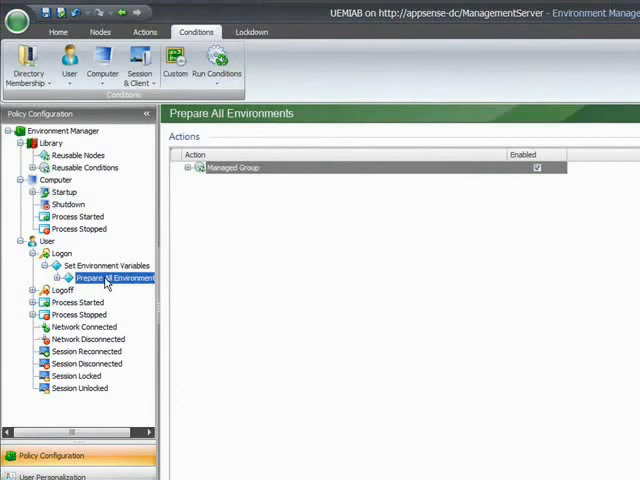 UEMIAB on http://appsense-dc/ManagementServer - Environment Mana
Home Nodes Actions Conditions Lockdown
Directory Membership User Computer Session & Client Custom Run Conditions
Conditions
Policy Configuration
Prepare All Environments
Environment Manager
Actions
Library
Action Enabled
Reusable Nodes
Reusable Conditions
Managed Group
Computer
Startup
Shutdown
Process Started
Process Stopped
User
Logon
Set Environment Variables
Prepare All Environment
Logoff
Process Started
Process Stopped
Network Connected
Network Disconnected
Session Reconnected
Session Disconnected
Session Locked
Session Unlocked
Policy Configuration
User Personalization